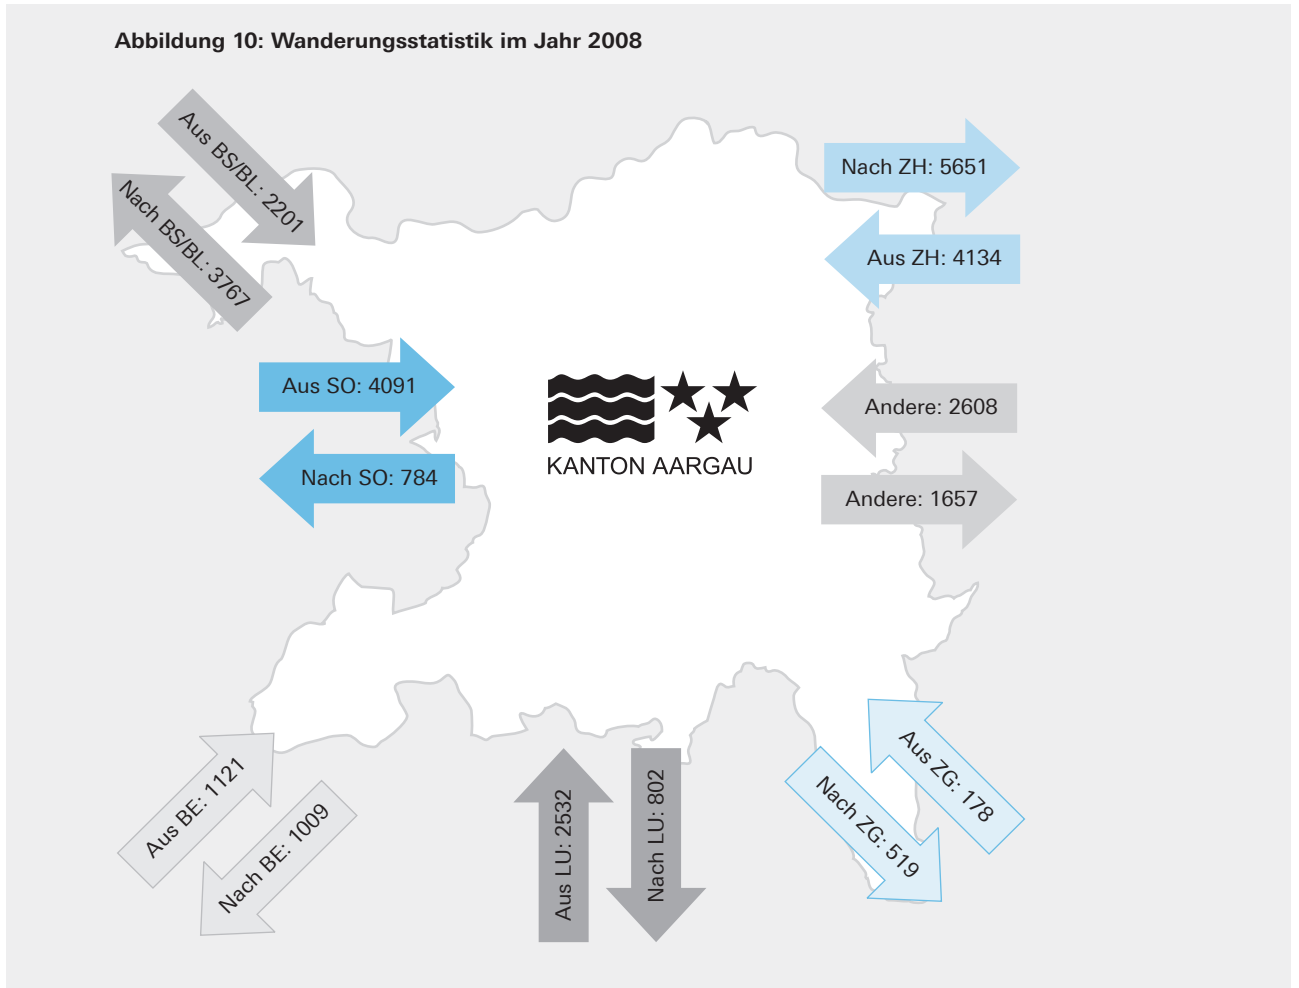 Abbildung 10: Wanderungsstatistik im Jahr 2008
Aus BS/BL: 2201
Nach BS/BL: 3767
Nach ZH: 5651
Aus ZH: 4134
Aus SO: 4091
Nach SO: 784
Andere: 2608
Andere: 1657
KANTON AARGAU
Aus BE: 1121
Nach BE: 1009
Aus LU: 2532
Nach LU: 802
Aus ZG: 178
Nach ZG: 519